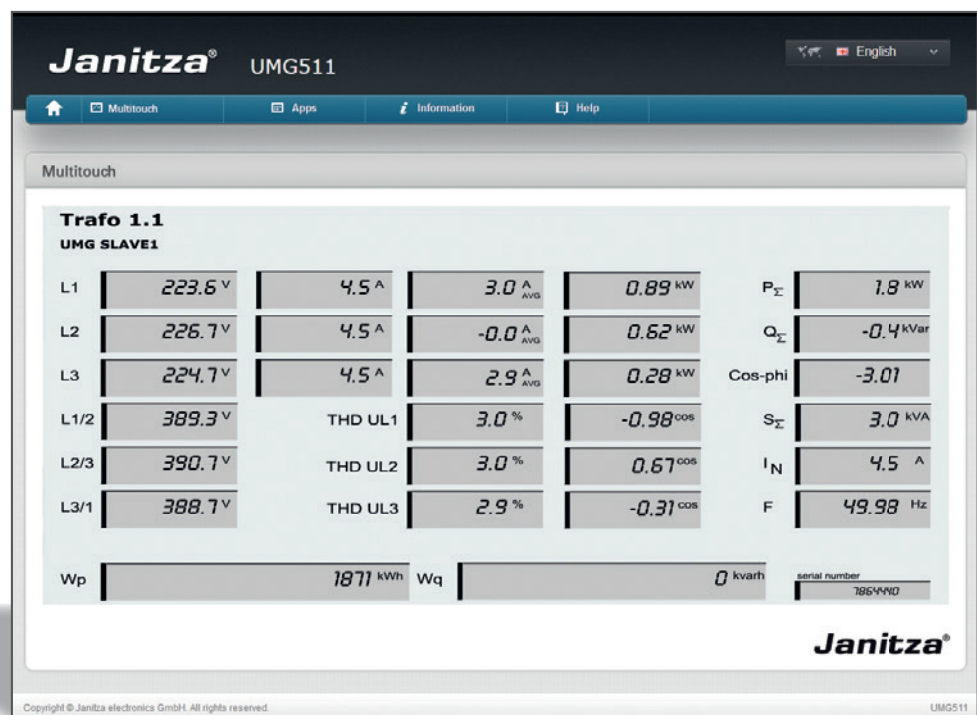 Janitza® UMG511 English
Multitouch Apps i Information Help
Multitouch
Trafo 1.1
UMG SLAVE1
L1 223.6 V 4.5 A 3.0 A AVG 0.89 kW PΣ 1.8 kW
L2 226.7 V 4.5 A -0.0 A AVG 0.62 kW QΣ -0.4 kVar
L3 224.7 V 4.5 A 2.9 A AVG 0.28 kW Cos-phi -3.01
L1/2 389.3 V THD UL1 3.0 % -0.98 cos SΣ 3.0 kVA
L2/3 390.7 V THD UL2 3.0 % 0.67 cos IN 4.5 A
L3/1 388.7 V THD UL3 2.9 % -0.31 cos F 49.98 Hz
Wp 1871 kWh Wq 0 kvarh serial number
7864440
Janitza®
Copyright © Janitza electronics GmbH. All rights reserved. UMG511